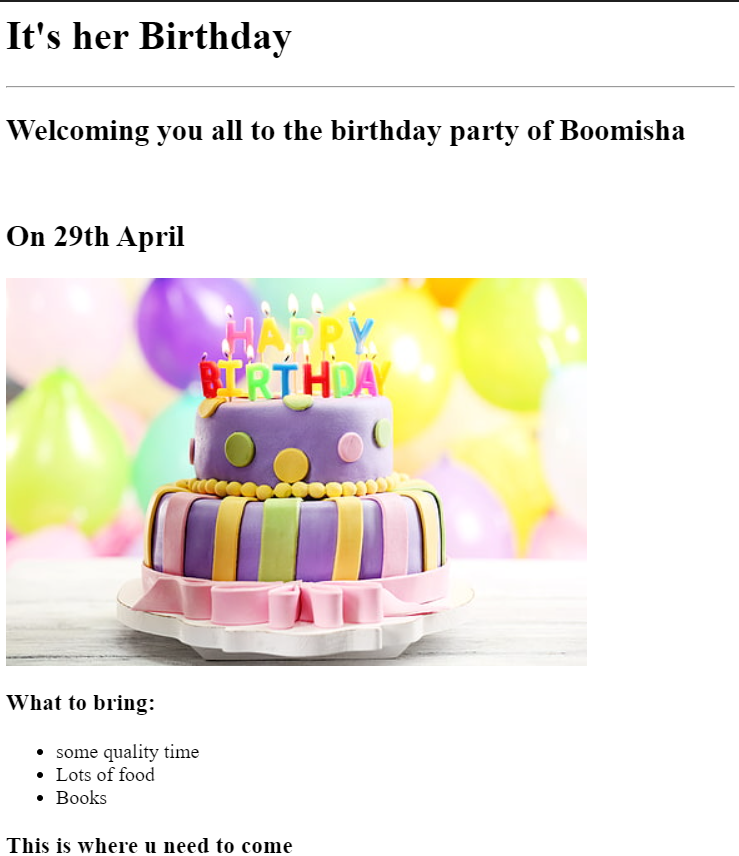 It's her Birthday
Welcoming you all to the birthday party of Boomisha
On 29th April
HAPPY
BIRTHDAY
What to bring:
some quality time
Lots of food
Books
This is where u need to come